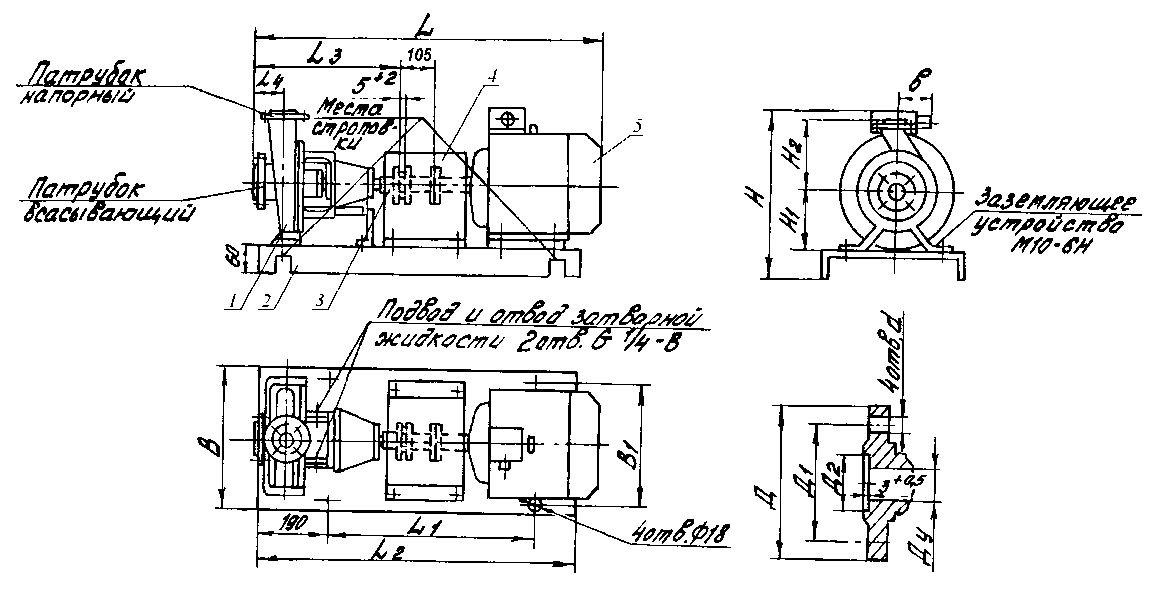 L
L3
105
L4
5 +2
4
Патрубок
напорный
Места
строповки
5
Патрубок
всасывающий
60
1
2
3
в
H2
H
H1
Заземляющее
устройство
М10-6Н
Подвод и отвод затворной
жидкости 2отв. G 1/4-В
4отв.d
В
В1
Д
Д1
Д2
3 +0,5
Ду
190
L1
L2
4отв.Ф18